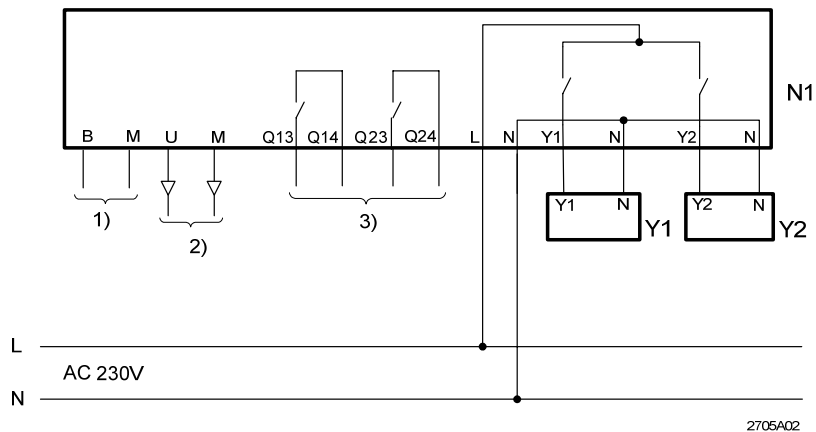 N1
B M U M Q13 Q14 Q23 Q24 L N Y1 N Y2 N
1) 2) 3)
Y1 N Y1 Y2 N Y2
L
AC 230V
N
2705A02